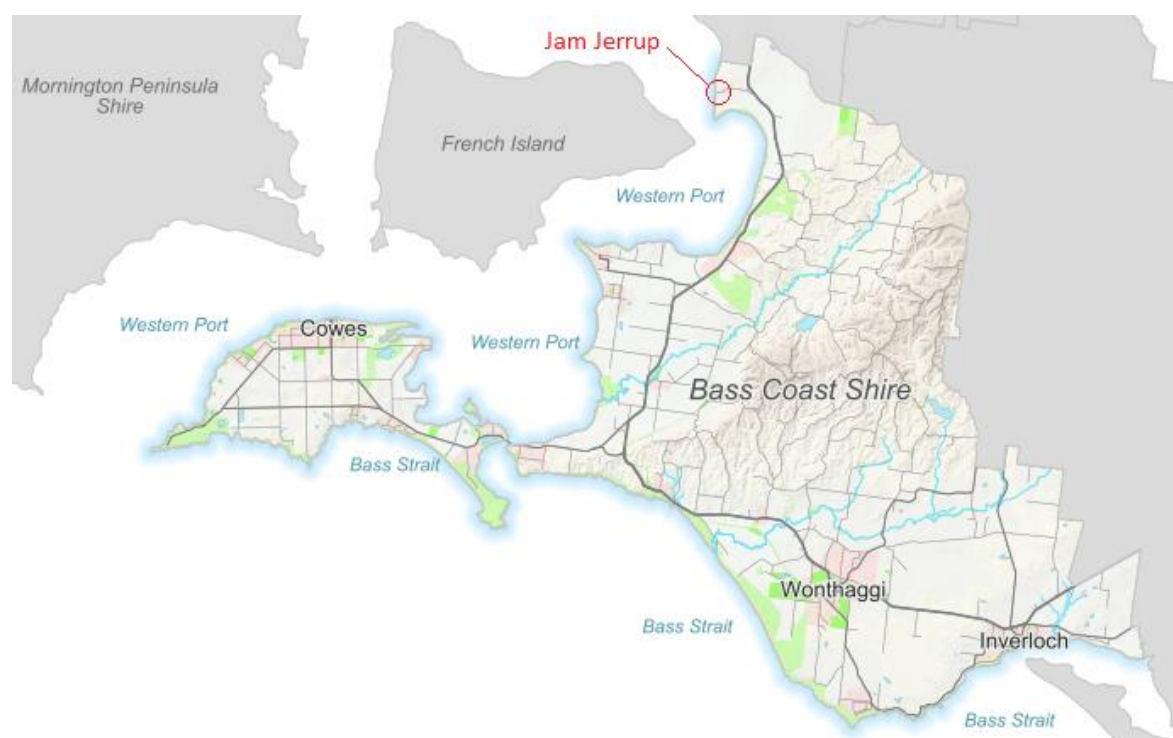 Jam Jerrup
Mornington Peninsula
Shire
French Island
Western Port
Western Port
Cowes
Western Port
Bass Coast Shire
Bass Strait
Wonthaggi
Bass Strait
Inverloch
Bass Strait